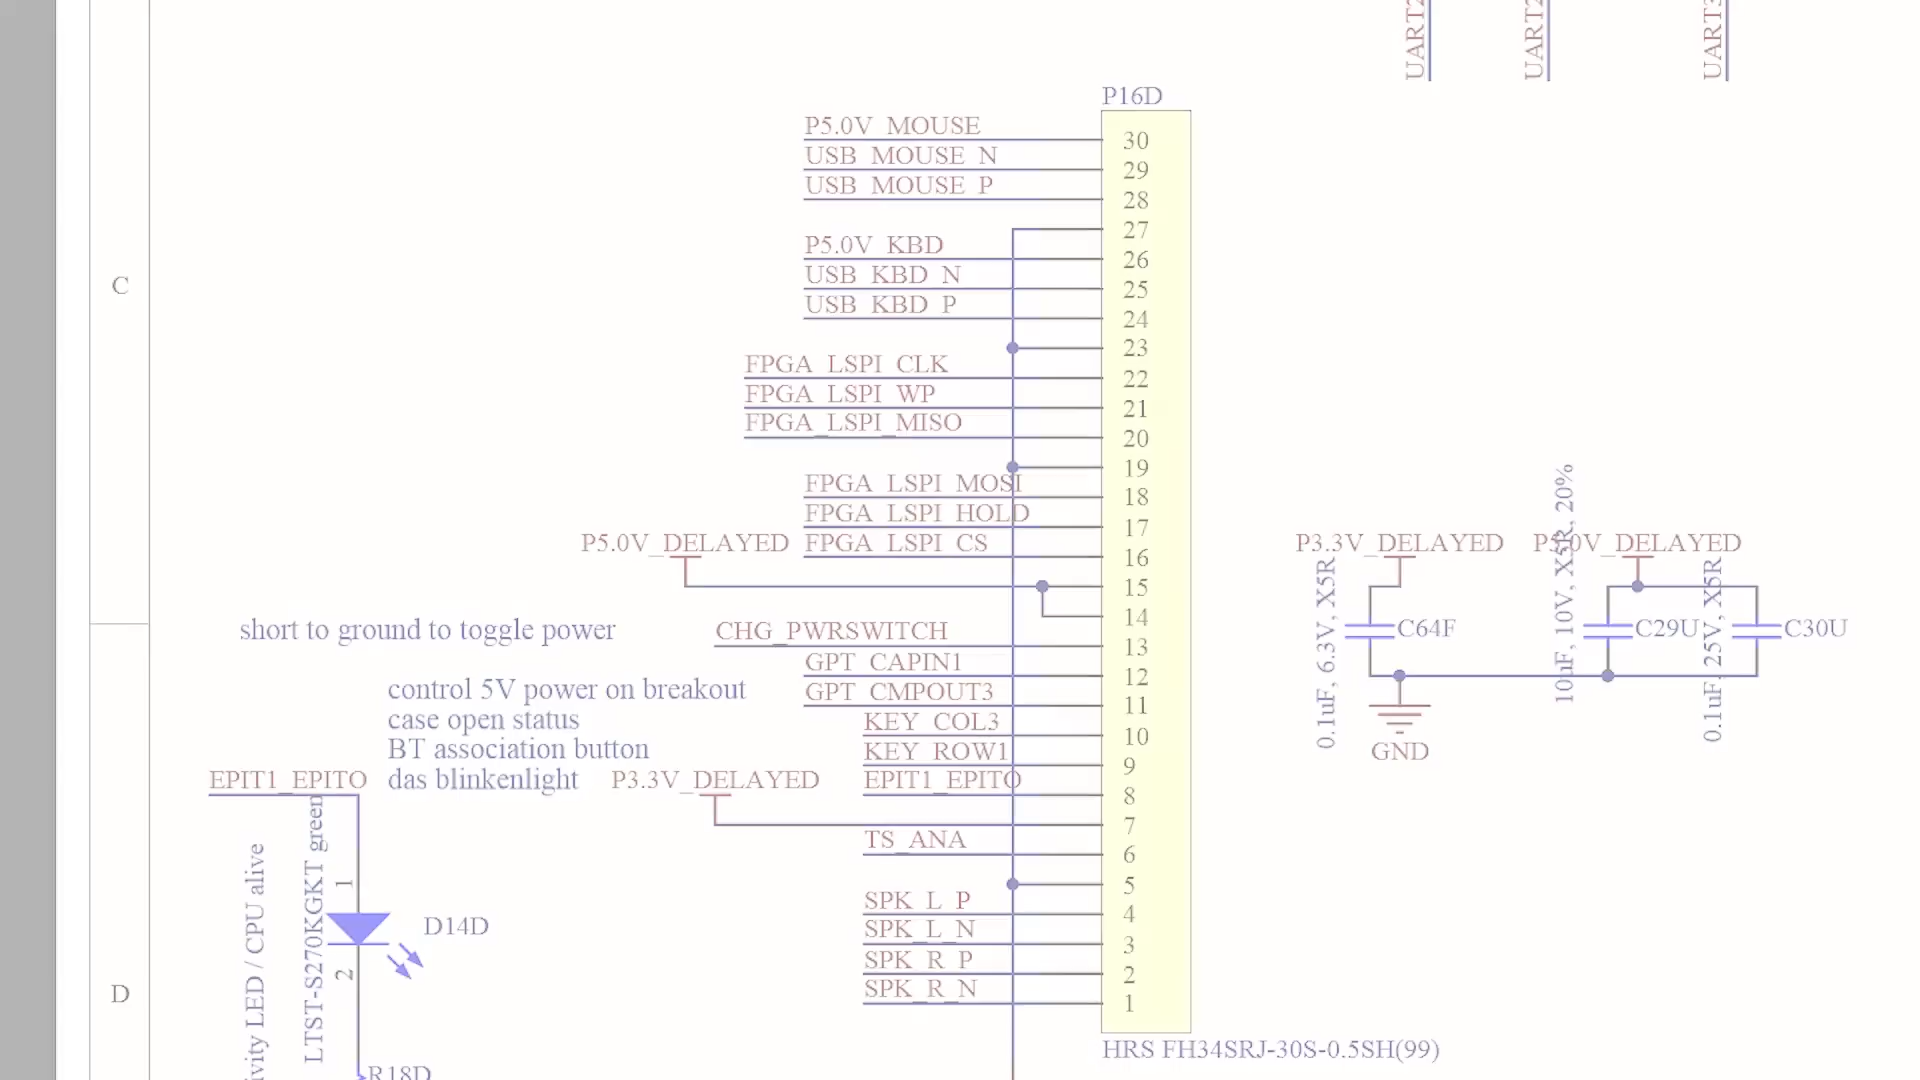 UART2
UART2
UART3
P16D
P5.0V_MOUSE
30
USB_MOUSE_N
29
USB_MOUSE_P
28
27
P5.0V_KBD
26
USB_KBD_N
25
USB_KBD_P
24
23
FPGA_LSPI_CLK
22
FPGA_LSPI_WP
21
FPGA_LSPI_MISO
20
19
FPGA_LSPI_MOSI
18
FPGA_LSPI_HOLD
17
P5.0V_DELAYED
FPGA_LSPI_CS
16
15
14
short to ground to toggle power
CHG_PWRSWITCH
13
GPT_CAPIN1
12
control 5V power on breakout
GPT_CMPOUT3
11
case open status
KEY_COL3
10
BT association button
KEY_ROW1
9
EPIT1_EPITO
das blinkenlight
P3.3V_DELAYED
EPIT1_EPITO
8
7
TS_ANA
6
5
SPK_L_P
4
SPK_L_N
3
SPK_R_P
2
SPK_R_N
1
HRS FH34SRJ-30S-0.5SH(99)
P3.3V_DELAYED
P5.0V_DELAYED
0.1uF, 6.3V, X5R
C64F
10uF, 10V, X5R, 20%
C29U
0.1uF, 25V, X5R
C30U
GND
C
D
ivity LED / CPU alive
LTST-S270KGKT green
1
D14D
2
R18D